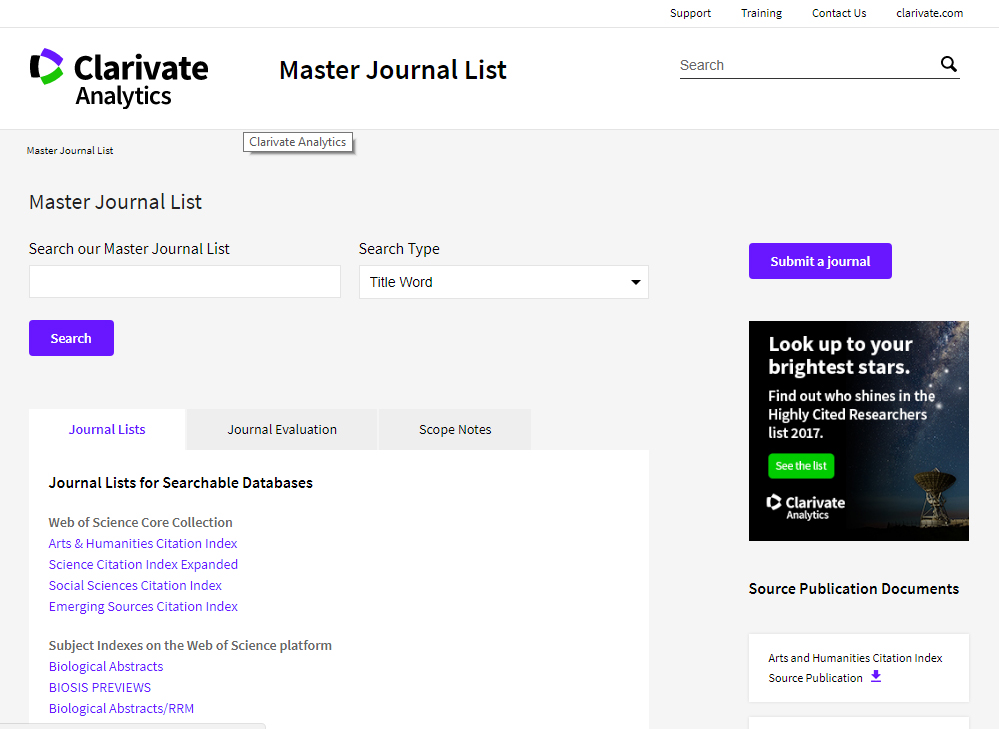 Support Training Contact Us clarivate.com
Clarivate
Analytics
Master Journal List
Search
Clarivate Analytics
Master Journal List
Master Journal List
Search our Master Journal List
Search Type
Title Word
Search
Submit a journal
Look up to your
brightest stars.
Find out who shines in the
Highly Cited Researchers
list 2017.
See the list
Clarivate
Analytics
Journal Lists Journal Evaluation Scope Notes
Journal Lists for Searchable Databases
Web of Science Core Collection
Arts & Humanities Citation Index
Science Citation Index Expanded
Social Sciences Citation Index
Emerging Sources Citation Index
Subject Indexes on the Web of Science platform
Biological Abstracts
BIOSIS PREVIEWS
Biological Abstracts/RRM
Source Publication Documents
Arts and Humanities Citation Index
Source Publication